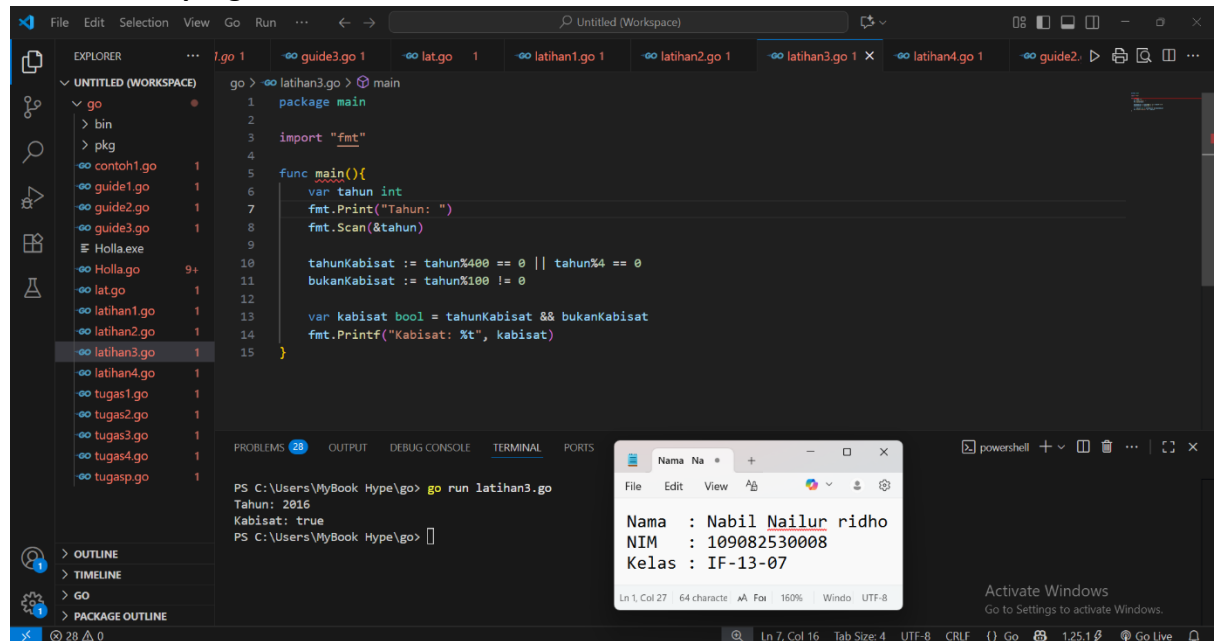 File Edit Selection View Go Run ... Untitled (Workspace)
EXPLORER ...
1.go 1 guide3.go 1 lat.go 1 latihan1.go 1 latihan2.go 1 latihan3.go 1 latihan4.go 1 guide2.
UNTITLED (WORKSPACE)
go
bin
pkg
contoh1.go 1
guide1.go 1
guide2.go 1
guide3.go 1
Holla.exe
Holla.go 9+
lat.go 1
latihan1.go 1
latihan2.go 1
latihan3.go 1
latihan4.go 1
tugas1.go 1
tugas2.go 1
tugas3.go 1
tugas4.go 1
tugasp.go 1
OUTLINE
TIMELINE
GO
PACKAGE OUTLINE
go > latihan3.go > main
1 package main
2
3 import "fmt"
4
5 func main(){
6 var tahun int
7 fmt.Print("Tahun: ")
8 fmt.Scan(&tahun)
9
10 tahunKabisat := tahun%400 == 0 || tahun%4 == 0
11 bukanKabisat := tahun%100 != 0
12
13 var kabisat bool = tahunKabisat && bukanKabisat
14 fmt.Printf("Kabisat: %t", kabisat)
15 }
PROBLEMS 28 OUTPUT DEBUG CONSOLE TERMINAL PORTS
powershell
PS C:\Users\MyBook Hype\go> go run latihan3.go
Tahun: 2016
Kabisat: true
PS C:\Users\MyBook Hype\go>
Nama Na
File Edit View
Nama : Nabil Nailur ridho
NIM : 109082530008
Kelas : IF-13-07
Ln 1, Col 27 64 characte For 160% Windo UTF-8
Activate Windows
Go to Settings to activate Windows.
1
1
28 0
Ln 7, Col 16 Tab Size: 4 UTF-8 CRLF {} Go 1.25.1 Go Live